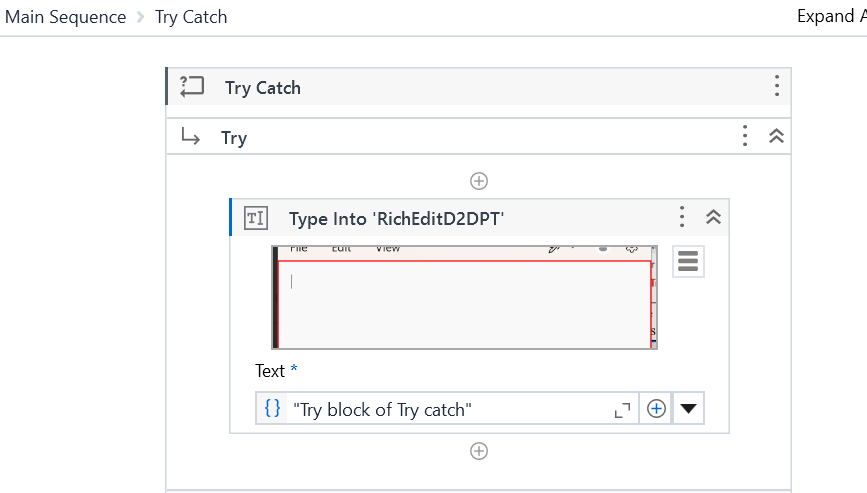 Main Sequence > Try Catch
Expand A
Try Catch
Try
TI Type Into 'RichEditD2DPT'
File Edit View
Text *
{} "Try block of Try catch"